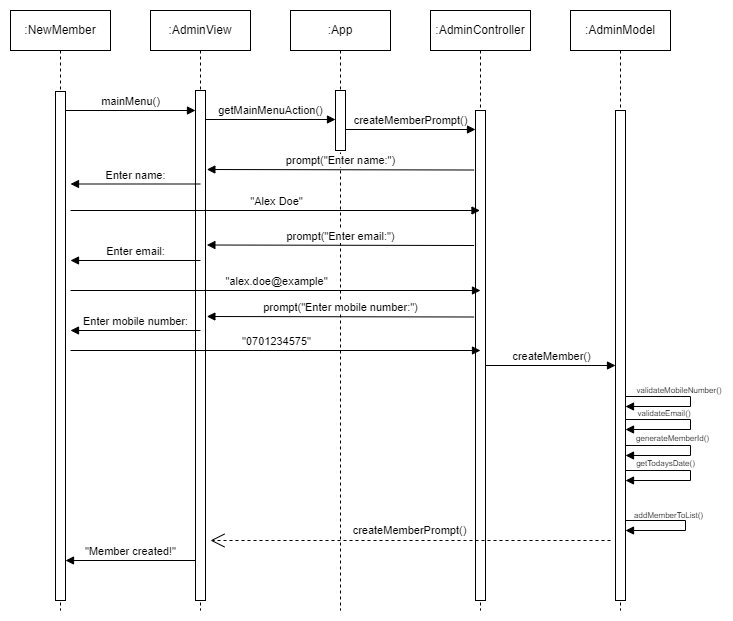 :NewMember
:AdminView
:App
:AdminController
:AdminModel
mainMenu()
getMainMenuAction()
createMemberPrompt()
prompt("Enter name:")
Enter name:
"Alex Doe"
prompt("Enter email:")
Enter email:
"alex.doe@example"
prompt("Enter mobile number:")
Enter mobile number:
"0701234575"
createMember()
validateMobileNumber()
validateEmail()
generateMemberId()
getTodaysDate()
addMemberToList()
createMemberPrompt()
"Member created!"